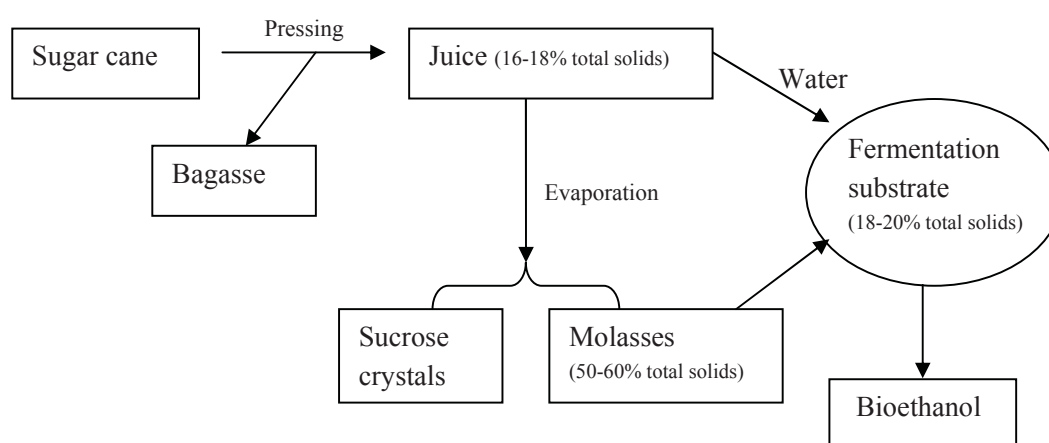 Pressing
Sugar cane
Juice (16-18% total solids)
Water
Bagasse
Fermentation
substrate
(18-20% total solids)
Evaporation
Sucrose
crystals
Molasses
(50-60% total solids)
Bioethanol